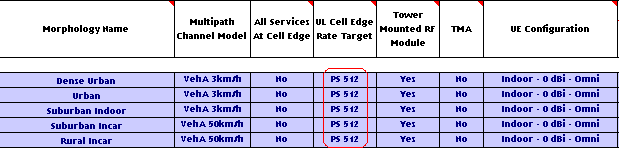 Morphology Name Multipath Channel Model All Services At Cell Edge UL Cell Edge Rate Target Tower Mounted RF Module TMA UE Configuration
Dense Urban VehA 3km/h No PS 512 Yes No Indoor - 0 dBi - Omni
Urban VehA 3km/h No PS 512 Yes No Indoor - 0 dBi - Omni
Suburban Indoor VehA 3km/h No PS 512 Yes No Indoor - 0 dBi - Omni
Suburban Incar VehA 50km/h No PS 512 Yes No Indoor - 0 dBi - Omni
Rural Incar VehA 50km/h No PS 512 Yes No Indoor - 0 dBi - Omni